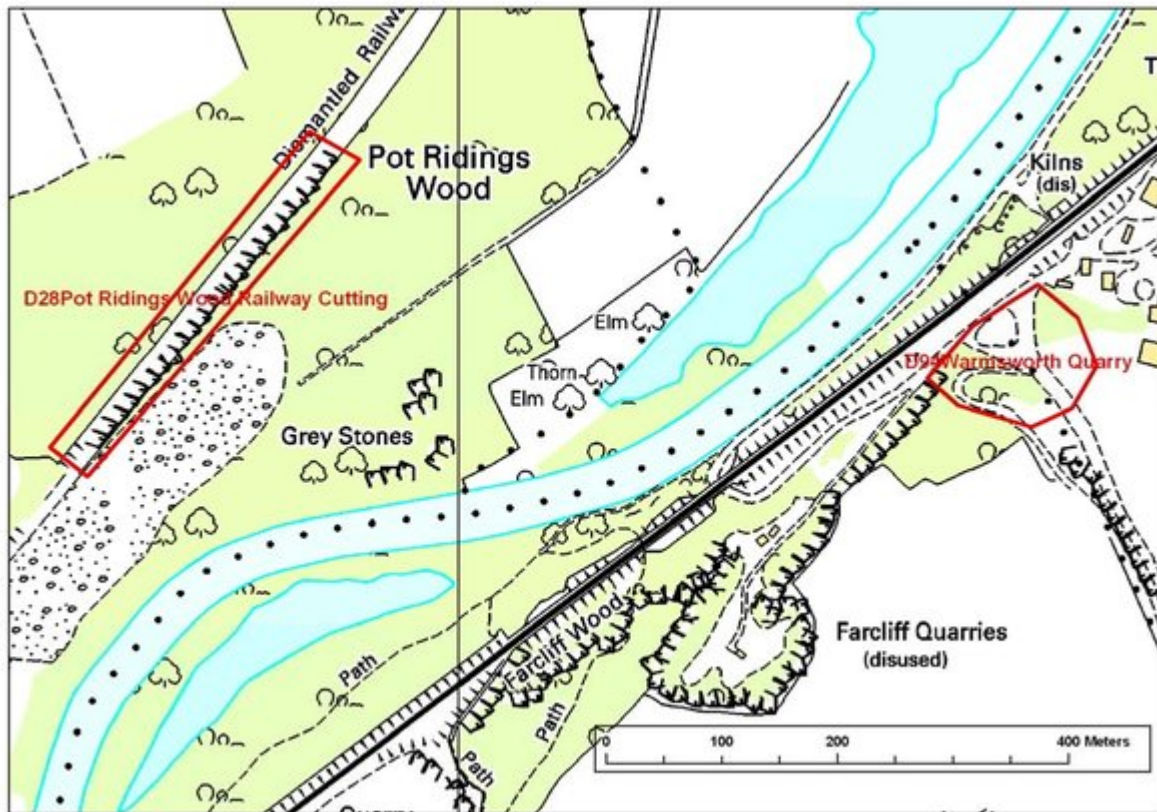 Dismantled Railway
T
Pot Ridings
Wood
Kilns
(dis)
D28Pot Ridings Wood Railway Cutting
Elm
D94Warmsworth Quarry
Thorn
Elm
Grey Stones
Farcliff Wood
Farcliff Quarries
(disused)
Path
Path
Path
0 100 200 400 Meters
Quarry